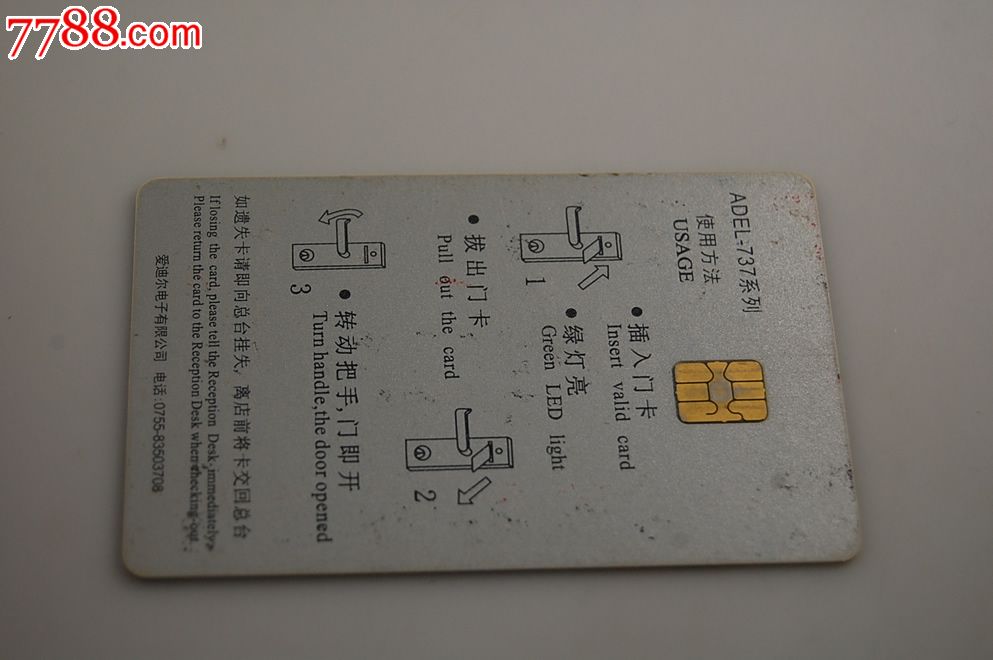 7788.com
ADEL-737系列
使用方法
USAGE
●插入门卡
Insert valid card
●绿灯亮
Green LED light
1
●拔出门卡
Pull out the card
2
●转动把手,门即开
Turn handle,the door opened
3
如遗失卡请即向总台挂失,离店前将卡交回总台
If losing the card, please tell the Reception Desk immediately,
Please return the card to the Reception Desk when checking-out.
爱迪尔电子有限公司 电话:0755-83503708